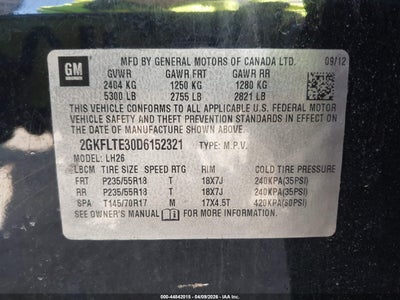 GM
MFD BY GENERAL MOTORS OF CANADA LTD. 09/12
GVWR GAWR FRT GAWR RR
2404 KG 1250 KG 1280 KG
5300 LB 2755 LB 2821 LB
THIS VEHICLE CONFORMS TO ALL APPLICABLE U.S. FEDERAL MOTOR
VEHICLE SAFETY AND THEFT PREVENTION STANDARDS IN EFFECT ON
THE DATE OF MANUFACTURE SHOWN ABOVE.
2GKFLTE30D6152321 TYPE: M.P.V.
MODEL: LH26
LBCM TIRE SIZE SPEED RTG RIM COLD TIRE PRESSURE
FRT P235/55R18 T 18X7J 240KPA(35PSI)
RR P235/55R18 T 18X7J 240KPA(35PSI)
SPA T145/70R17 M 17X4.5T 420KPA(60PSI)
SEE OWNER'S MANUAL FOR ADDITIONAL INFORMATION.
000-44842015 - 04/09/2026 -